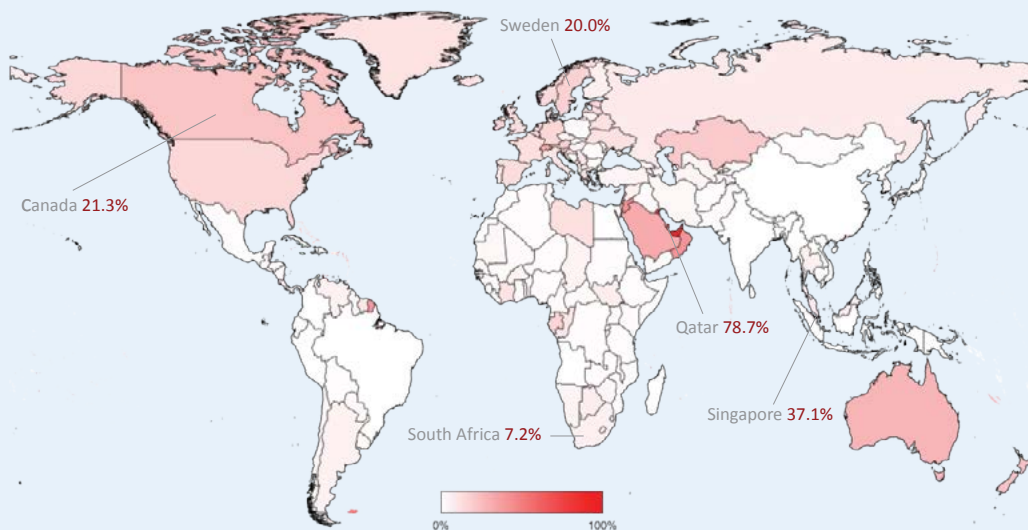 Sweden 20.0%
Canada 21.3%
Qatar 78.7%
Singapore 37.1%
South Africa 7.2%
0%
100%